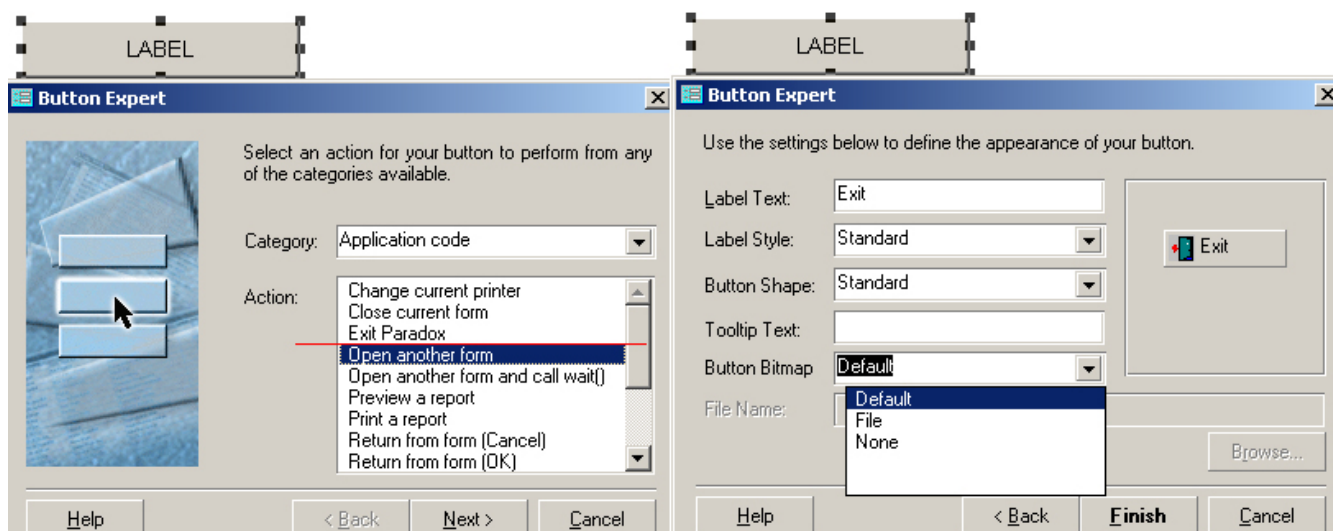 LABEL
Button Expert
Select an action for your button to perform from any
of the categories available.
Category: Application code
Action:
Change current printer
Close current form
Exit Paradox
Open another form
Open another form and call wait()
Preview a report
Print a report
Return from form (Cancel)
Return from form (OK)
Help < Back Next > Cancel
LABEL
Button Expert
Use the settings below to define the appearance of your button.
Label Text: Exit
Label Style: Standard
Button Shape: Standard
Tooltip Text:
Button Bitmap Default
File Name:
Default
File
None
Exit
Browse...
Help < Back Finish Cancel